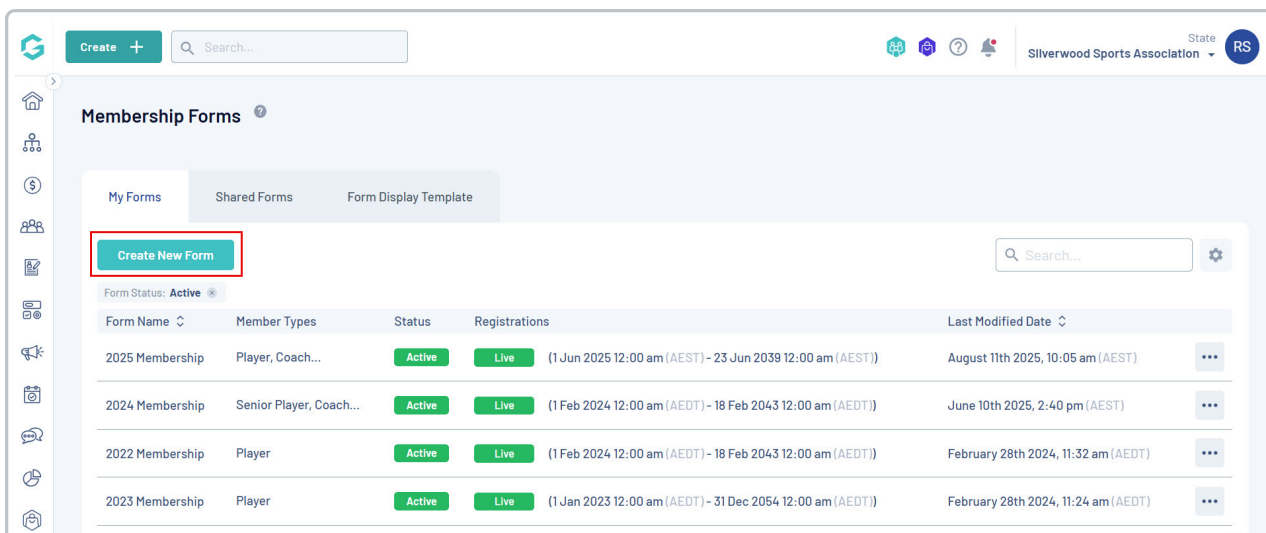 Create +
Search...
State
Silverwood Sports Association
RS
Membership Forms
My Forms
Shared Forms
Form Display Template
Create New Form
Search...
Form Status: Active
Form Name Member Types Status Registrations Last Modified Date
2025 Membership Player, Coach... Active Live (1 Jun 2025 12:00 am (AEST) - 23 Jun 2039 12:00 am (AEST)) August 11th 2025, 10:05 am (AEST)
2024 Membership Senior Player, Coach... Active Live (1 Feb 2024 12:00 am (AEDT) - 18 Feb 2043 12:00 am (AEDT)) June 10th 2025, 2:40 pm (AEST)
2022 Membership Player Active Live (1 Feb 2024 12:00 am (AEDT) - 18 Feb 2043 12:00 am (AEDT)) February 28th 2024, 11:32 am (AEDT)
2023 Membership Player Active Live (1 Jan 2023 12:00 am (AEDT) - 31 Dec 2054 12:00 am (AEDT)) February 28th 2024, 11:24 am (AEDT)